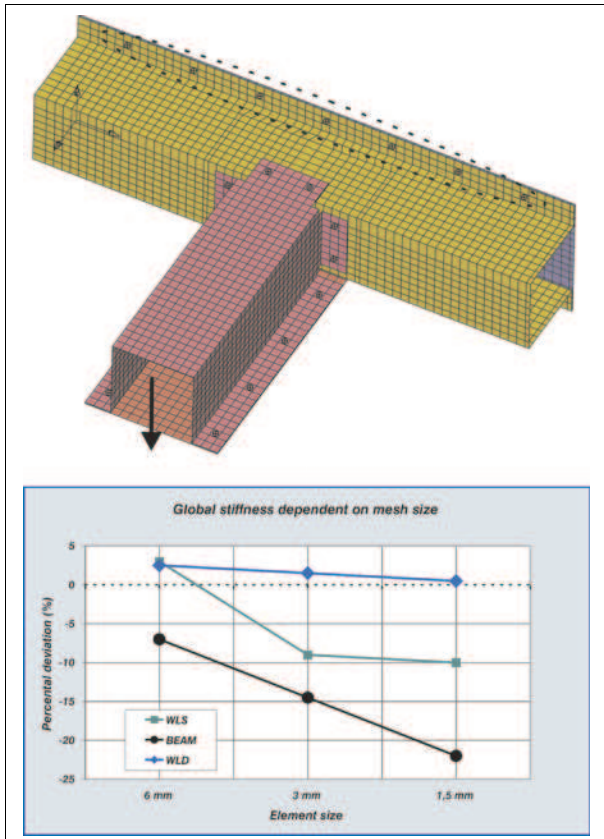 Global stiffness dependent on mesh size
Percental deviation (%)
5
0
-5
-10
-15
-20
-25
WLS
BEAM
WLD
6 mm
3 mm
1,5 mm
Element size